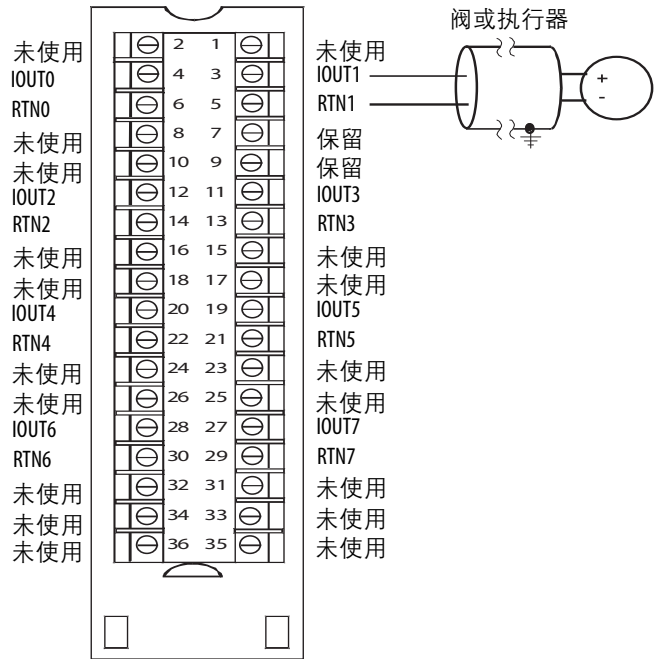 阀或执行器
未使用 2 1 未使用
IOUT0 4 3 IOUT1 +
RTN0 6 5 RTN1 -
未使用 8 7 保留
未使用 10 9 保留
IOUT2 12 11 IOUT3
RTN2 14 13 RTN3
未使用 16 15 未使用
未使用 18 17 未使用
IOUT4 20 19 IOUT5
RTN4 22 21 RTN5
未使用 24 23 未使用
未使用 26 25 未使用
IOUT6 28 27 IOUT7
RTN6 30 29 RTN7
未使用 32 31 未使用
未使用 34 33 未使用
未使用 36 35 未使用